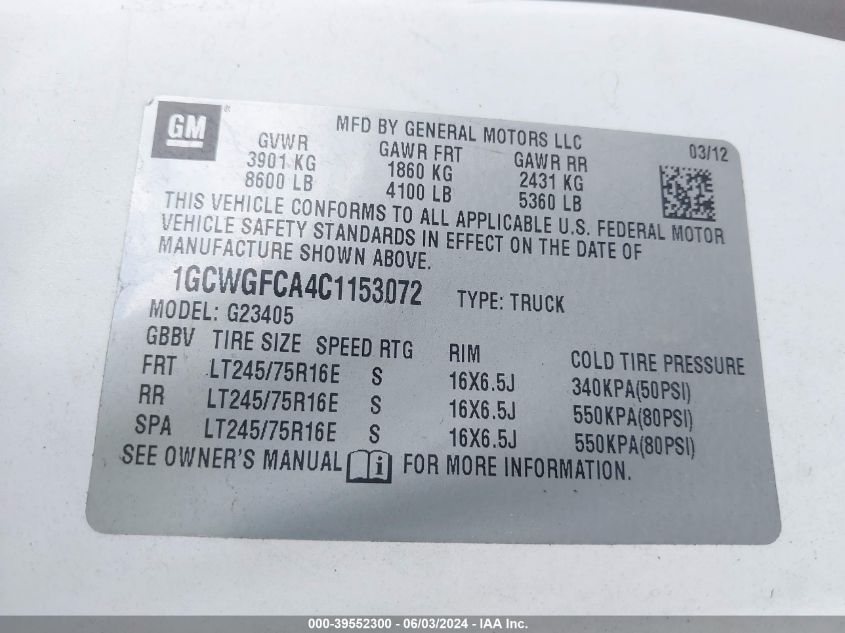 GM ®
MFD BY GENERAL MOTORS LLC 03/12
GVWR GAWR FRT GAWR RR
3901 KG 1860 KG 2431 KG
8600 LB 4100 LB 5360 LB
THIS VEHICLE CONFORMS TO ALL APPLICABLE U.S. FEDERAL MOTOR
VEHICLE SAFETY STANDARDS IN EFFECT ON THE DATE OF
MANUFACTURE SHOWN ABOVE.
1GCWGFCA4C1153072 TYPE: TRUCK
MODEL: G23405
GBBV TIRE SIZE SPEED RTG RIM COLD TIRE PRESSURE
FRT LT245/75R16E S 16X6.5J 340KPA(50PSI)
RR LT245/75R16E S 16X6.5J 550KPA(80PSI)
SPA LT245/75R16E S 16X6.5J 550KPA(80PSI)
SEE OWNER'S MANUAL i FOR MORE INFORMATION.
000-39552300 - 06/03/2024 - IAA Inc.